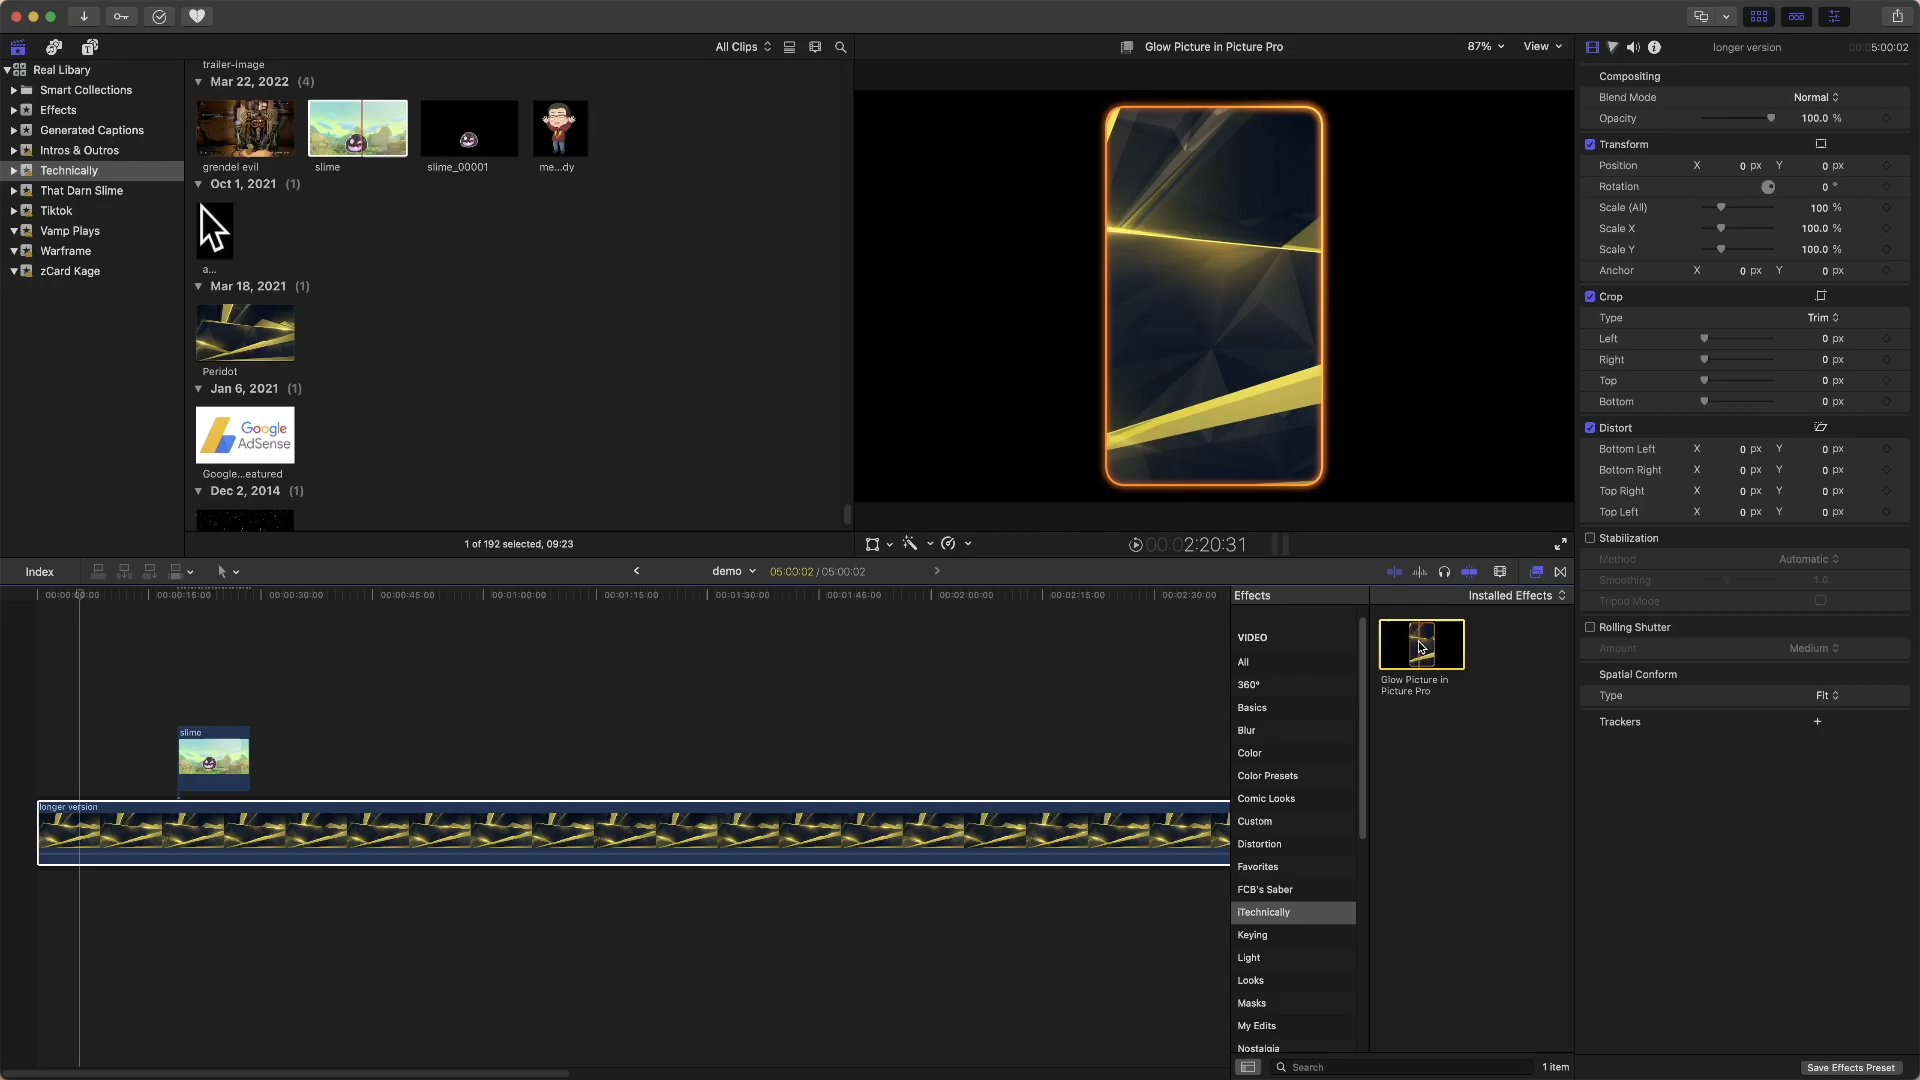 All Clips
Glow Picture in Picture Pro
87%
View
longer version
00:00:05:00:02
Real Libary
Smart Collections
Effects
Generated Captions
Intros & Outros
Technically
That Darn Slime
Tiktok
Vamp Plays
Warframe
zCard Kage
trailer-image
Mar 22, 2022 (4)
grendel evil
slime
slime_00001
me...dy
Oct 1, 2021 (1)
a...
Mar 18, 2021 (1)
Peridot
Jan 6, 2021 (1)
Google
AdSense
Google...eatured
Dec 2, 2014 (1)
1 of 192 selected, 09:23
00:02:20:31
Compositing
Blend Mode Normal
Opacity 100.0 %
Transform
Position X 0 px Y 0 px
Rotation 0 °
Scale (All) 100 %
Scale X 100.0 %
Scale Y 100.0 %
Anchor X 0 px Y 0 px
Crop
Type Trim
Left 0 px
Right 0 px
Top 0 px
Bottom 0 px
Distort
Bottom Left X 0 px Y 0 px
Bottom Right X 0 px Y 0 px
Top Right X 0 px Y 0 px
Top Left X 0 px Y 0 px
Stabilization
Method Automatic
Smoothing 1.0
Tripod Mode
Rolling Shutter
Amount Medium
Spatial Conform
Type Fit
Trackers +
Save Effects Preset
Index
demo
05:00:02 / 05:00:02
00:00:00:00 00:00:15:00 00:00:30:00 00:00:45:00 00:01:00:00 00:01:15:00 00:01:30:00 00:01:45:00 00:02:00:00 00:02:15:00 00:02:30:00
slime
longer version
Effects
Installed Effects
VIDEO
All
360°
Basics
Blur
Color
Color Presets
Comic Looks
Custom
Distortion
Favorites
FCB's Saber
iTechnically
Keying
Light
Looks
Masks
My Edits
Nostalgia
Glow Picture in
Picture Pro
Search
1 item